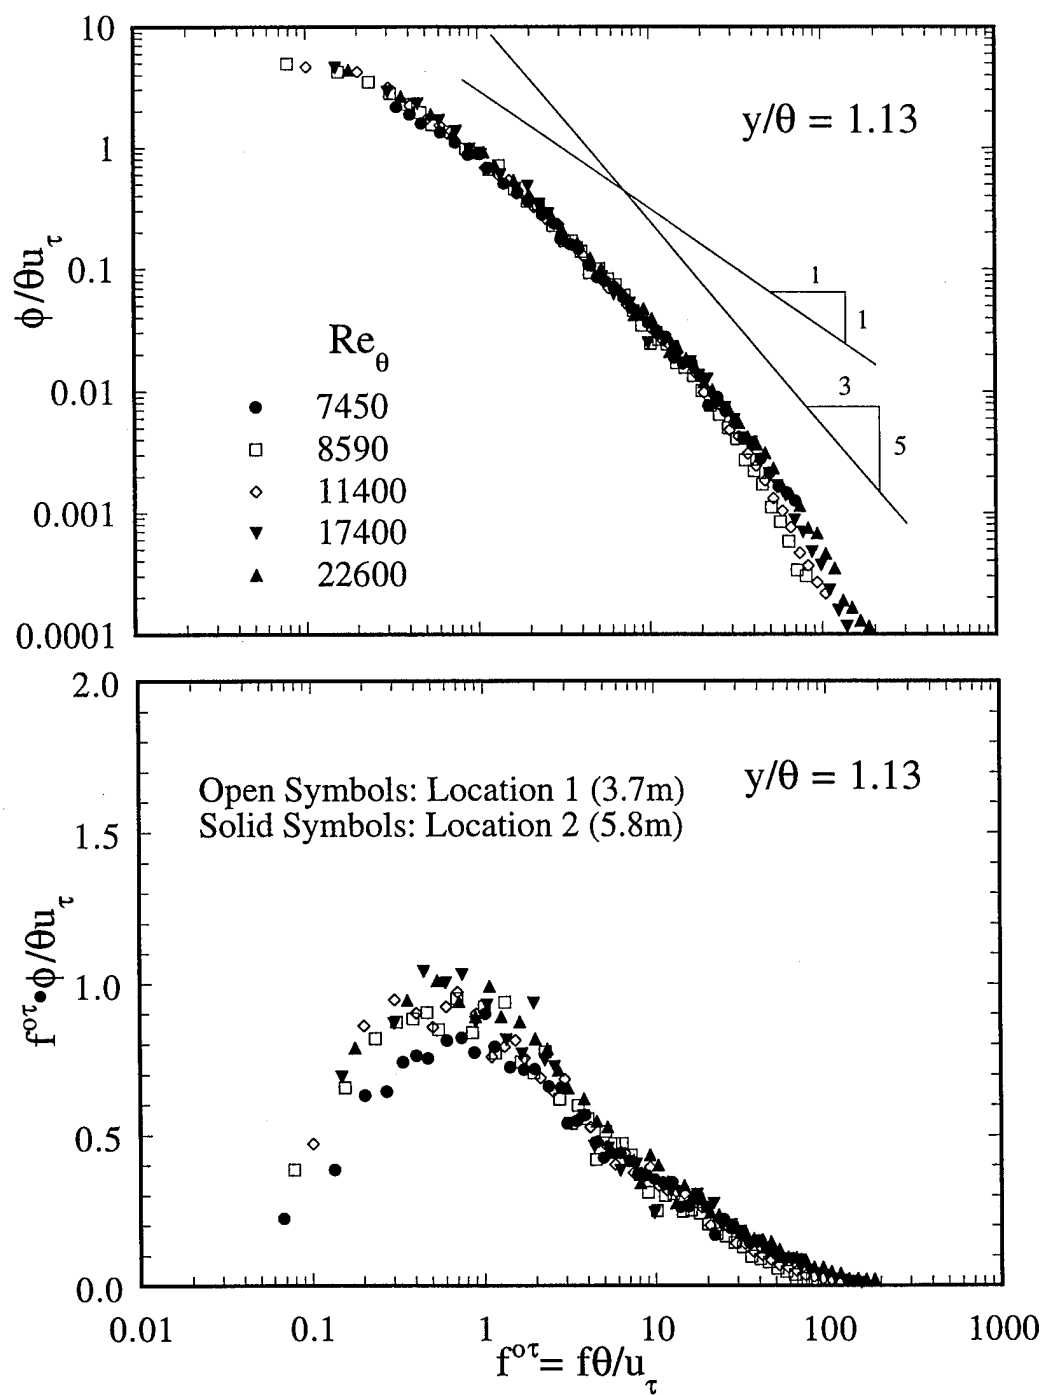 10
1
0.1
0.01
0.001
0.0001
ϕ/θu_τ
y/θ = 1.13
1
1
3
5
Re_θ
7450
8590
11400
17400
22600
2.0
1.5
1.0
0.5
0.0
f^{oτ}•ϕ/θu_τ
Open Symbols: Location 1 (3.7m)
Solid Symbols: Location 2 (5.8m)
y/θ = 1.13
0.01 0.1 1 10 100 1000
f^{oτ}= fθ/u_τ